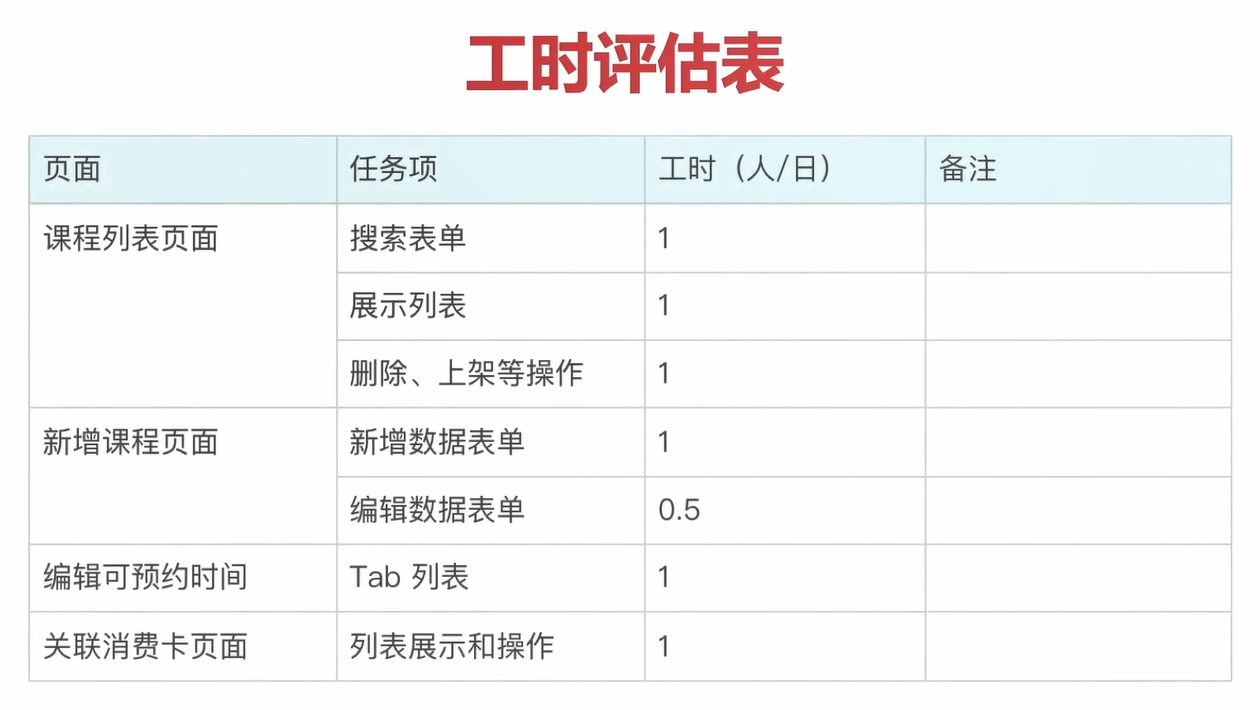 工时评估表
页面 任务项 工时（人/日） 备注
课程列表页面 搜索表单 1
展示列表 1
删除、上架等操作 1
新增课程页面 新增数据表单 1
编辑数据表单 0.5
编辑可预约时间 Tab 列表 1
关联消费卡页面 列表展示和操作 1